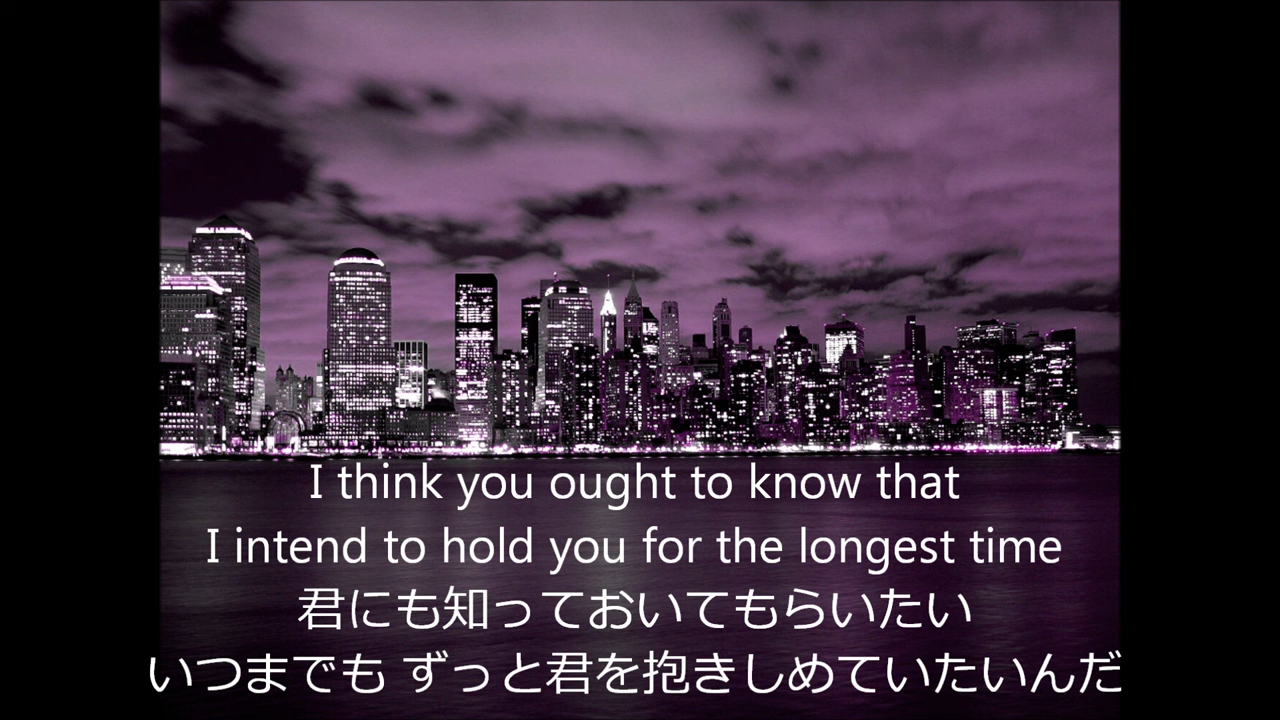 I think you ought to know that
I intend to hold you for the longest time
君にも知っておいてもらいたい
いつまでも ずっと君を抱きしめていたいんだ